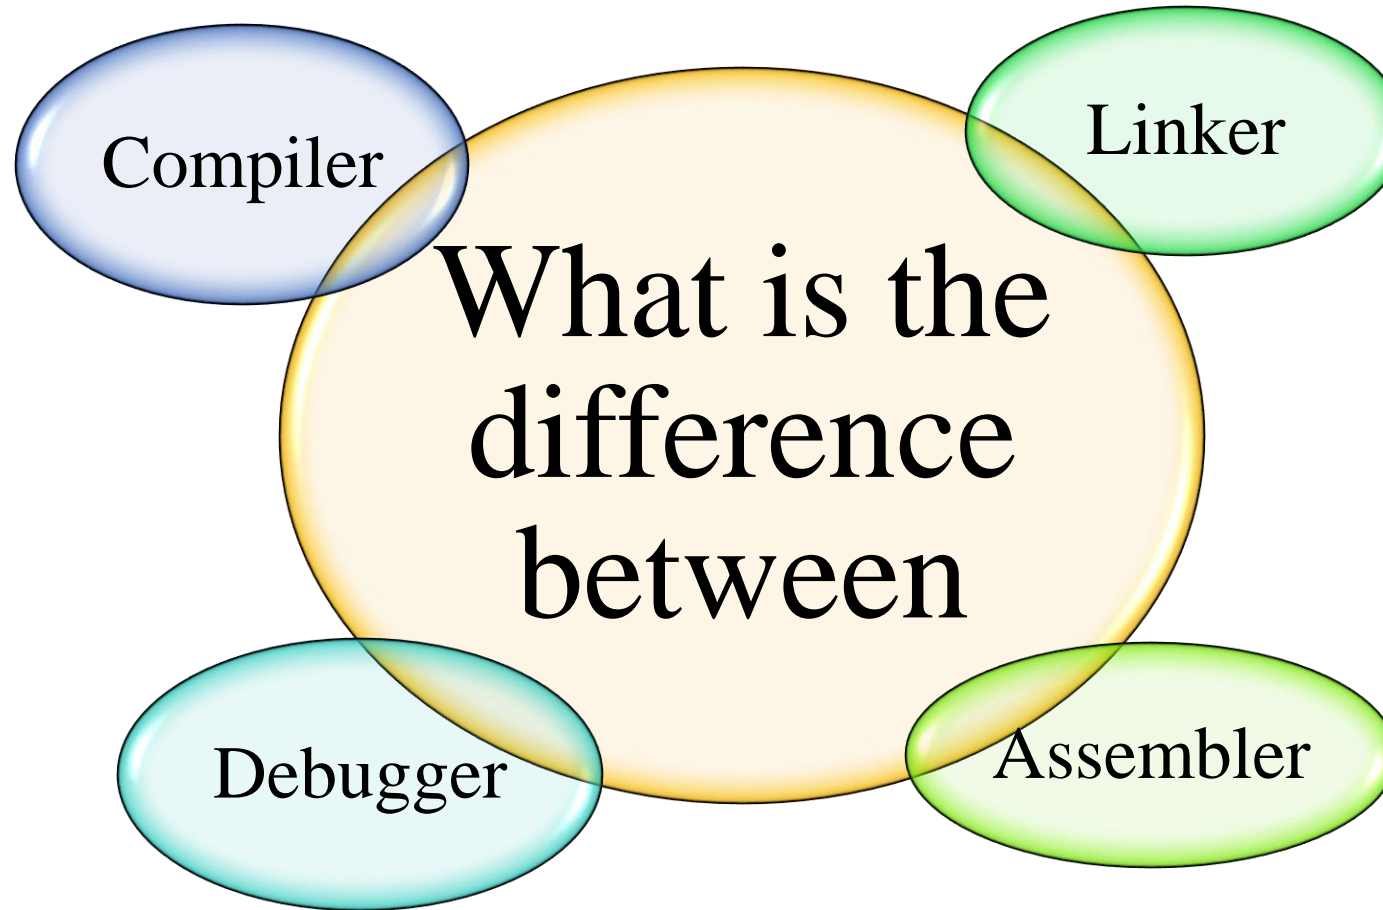 Compiler
Linker
What is the
difference
between
Debugger
Assembler